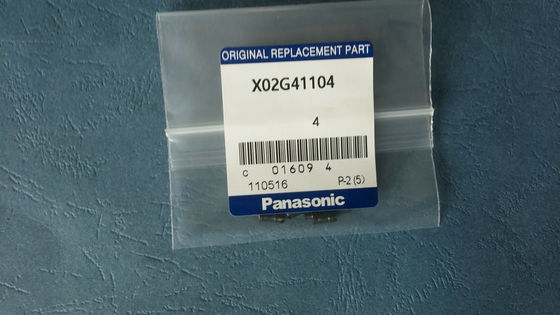 ORIGINAL REPLACEMENT PART
X02G41104
4
C 01609 4
110516 P-2(5)
Panasonic